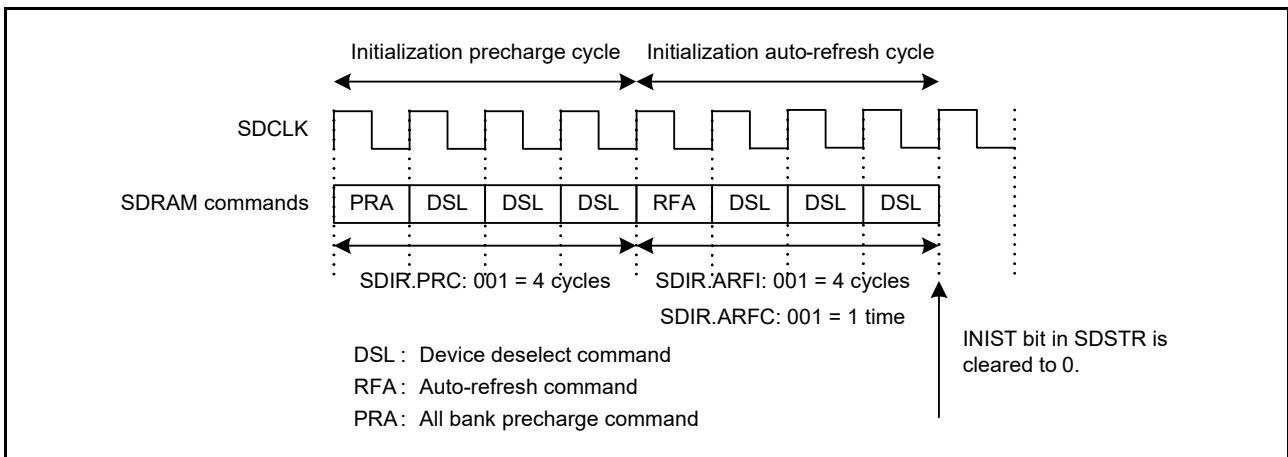 Initialization precharge cycle Initialization auto-refresh cycle
SDCLK
SDRAM commands PRA DSL DSL DSL RFA DSL DSL DSL
SDIR.PRC: 001 = 4 cycles SDIR.ARFI: 001 = 4 cycles
SDIR.ARFC: 001 = 1 time
INIST bit in SDSTR is
cleared to 0.
DSL : Device deselect command
RFA : Auto-refresh command
PRA : All bank precharge command